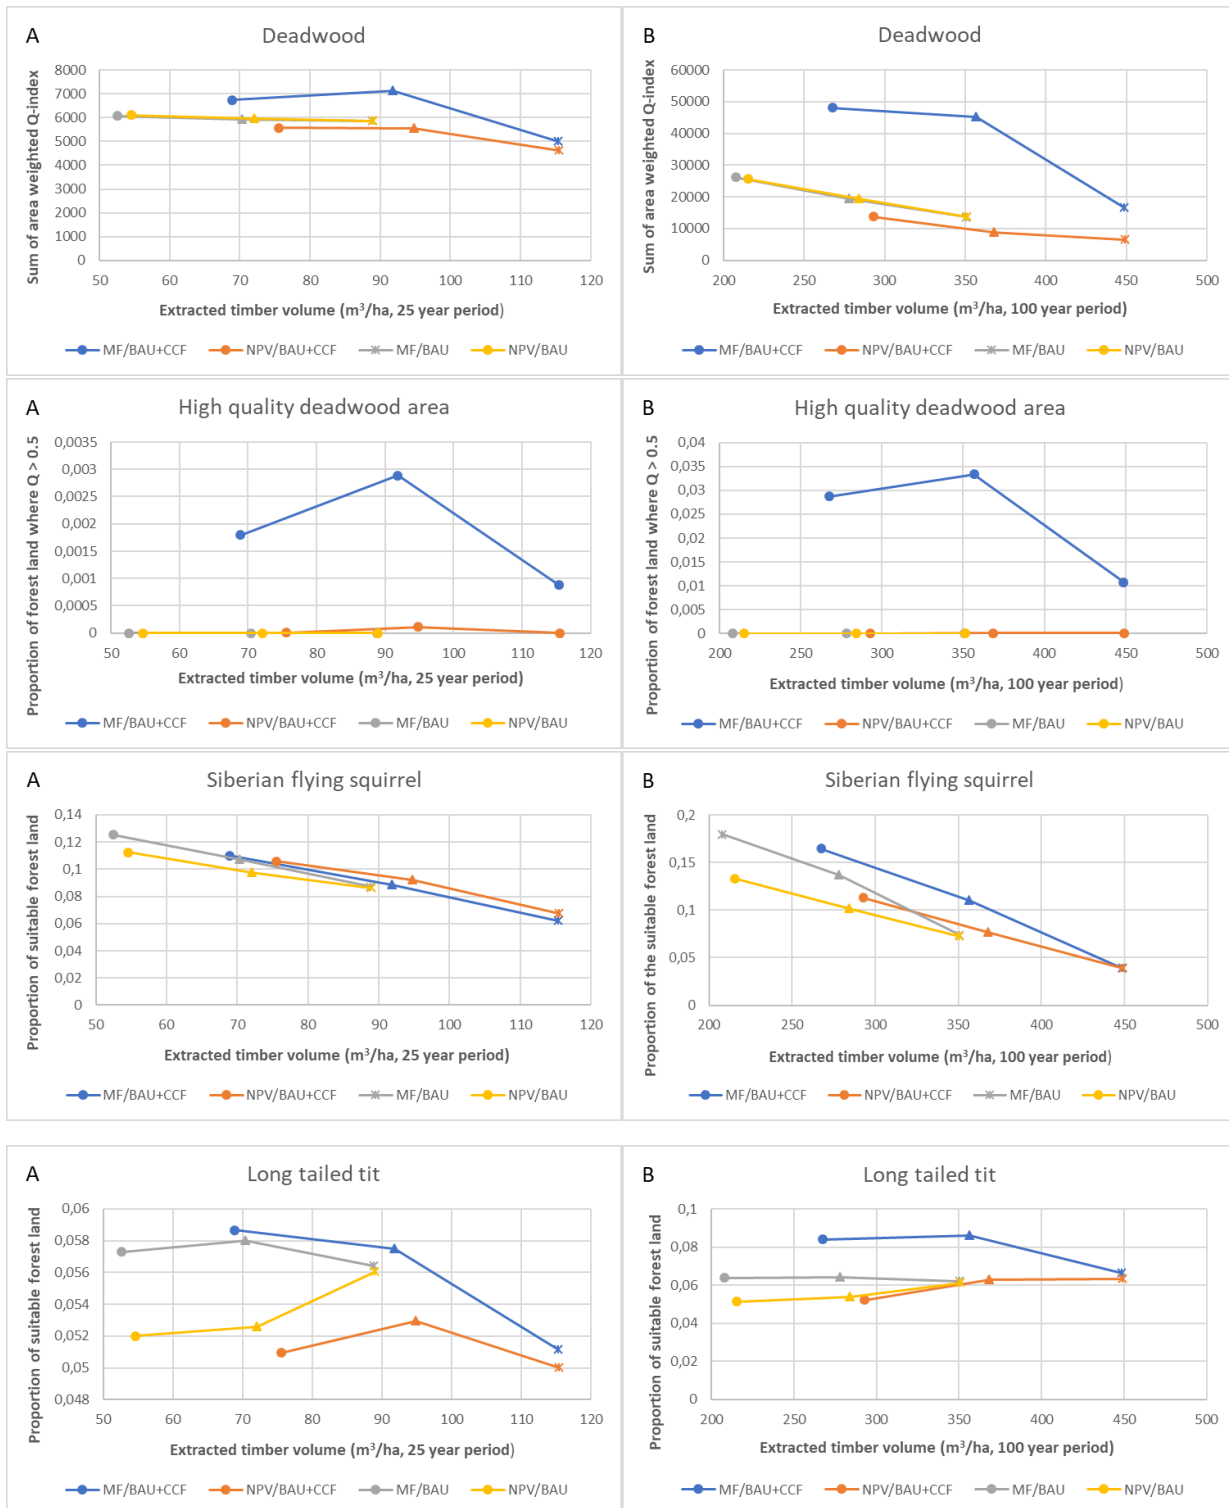 A
Deadwood
Sum of area weighted Q-index
8000
7000
6000
5000
4000
3000
2000
1000
0
50 60 70 80 90 100 110 120
Extracted timber volume (m³/ha, 25 year period)
MF/BAU+CCF NPV/BAU+CCF MF/BAU NPV/BAU
B
Deadwood
Sum of area weighted Q-index
60000
50000
40000
30000
20000
10000
0
200 250 300 350 400 450 500
Extracted timber volume (m³/ha, 100 year period)
MF/BAU+CCF NPV/BAU+CCF MF/BAU NPV/BAU
A
High quality deadwood area
Proportion of forest land where Q > 0.5
0,0035
0,003
0,0025
0,002
0,0015
0,001
0,0005
0
50 60 70 80 90 100 110 120
Extracted timber volume (m³/ha, 25 year period)
MF/BAU+CCF NPV/BAU+CCF MF/BAU NPV/BAU
B
High quality deadwood area
Proportion of forest land where Q > 0.5
0,04
0,035
0,03
0,025
0,02
0,015
0,01
0,005
0
200 250 300 350 400 450 500
Extracted timber volume (m³/ha, 100 year period)
MF/BAU+CCF NPV/BAU+CCF MF/BAU NPV/BAU
A
Siberian flying squirrel
Proportion of suitable forest land
0,14
0,12
0,1
0,08
0,06
0,04
0,02
0
50 60 70 80 90 100 110 120
Extracted timber volume (m³/ha, 25 year period)
MF/BAU+CCF NPV/BAU+CCF MF/BAU NPV/BAU
B
Siberian flying squirrel
Proportion of the suitable forest land
0,2
0,15
0,1
0,05
0
200 250 300 350 400 450 500
Extracted timber volume (m³/ha, 100 year period)
MF/BAU+CCF NPV/BAU+CCF MF/BAU NPV/BAU
A
Long tailed tit
Proportion of suitable forest land
0,06
0,058
0,056
0,054
0,052
0,05
0,048
50 60 70 80 90 100 110 120
Extracted timber volume (m³/ha, 25 year period)
MF/BAU+CCF NPV/BAU+CCF MF/BAU NPV/BAU
B
Long tailed tit
Proportion of suitable forest land
0,1
0,08
0,06
0,04
0,02
0
200 250 300 350 400 450 500
Extracted timber volume (m³/ha, 100 year period)
MF/BAU+CCF NPV/BAU+CCF MF/BAU NPV/BAU